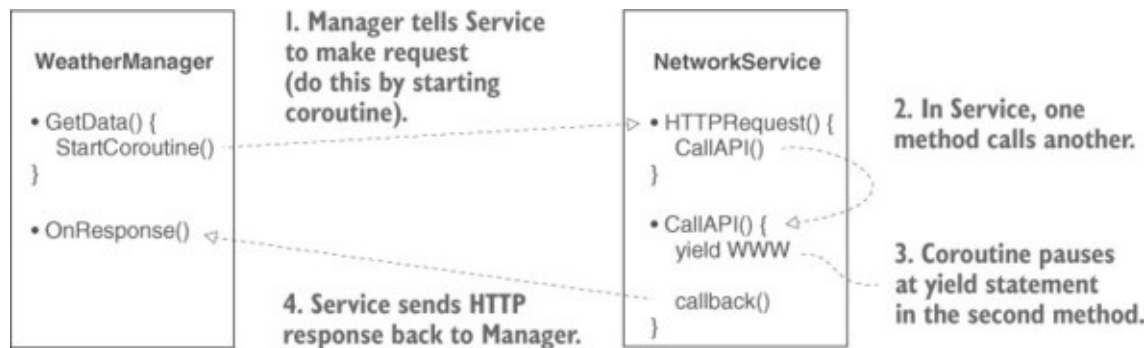 1. Manager tells Service
to make request
(do this by starting
coroutine).
WeatherManager
• GetData() {
StartCoroutine()
}
• OnResponse()
NetworkService
• HTTPRequest() {
CallAPI()
}
• CallAPI() {
yield WWW
callback()
}
2. In Service, one
method calls another.
3. Coroutine pauses
at yield statement
in the second method.
4. Service sends HTTP
response back to Manager.